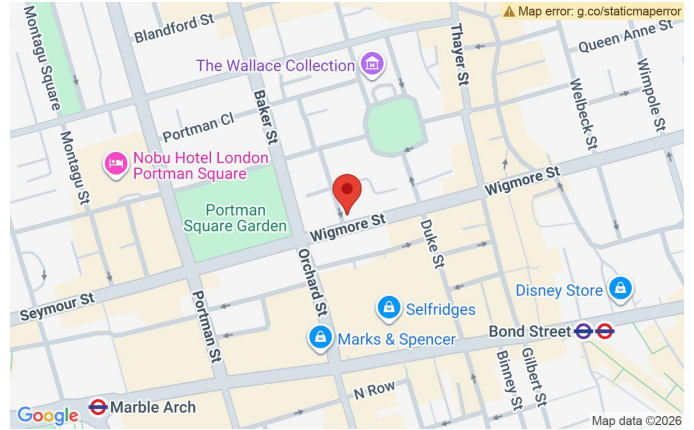 Map error: g.co/staticmaperror
Blandford St
Queen Anne St
Thayer St
The Wallace Collection
Montagu Square
Baker St
Welbeck St
Wimpole St
Portman Cl
Montagu St
Nobu Hotel London
Portman Square
Wigmore St
Portman
Square Garden
Wigmore St
Duke St
Orchard St
Seymour St
Portman St
Disney Store
Selfridges
Bond Street
Marks & Spencer
Binney St
Gilbert St
N Row
Marble Arch
Google
Map data ©2026